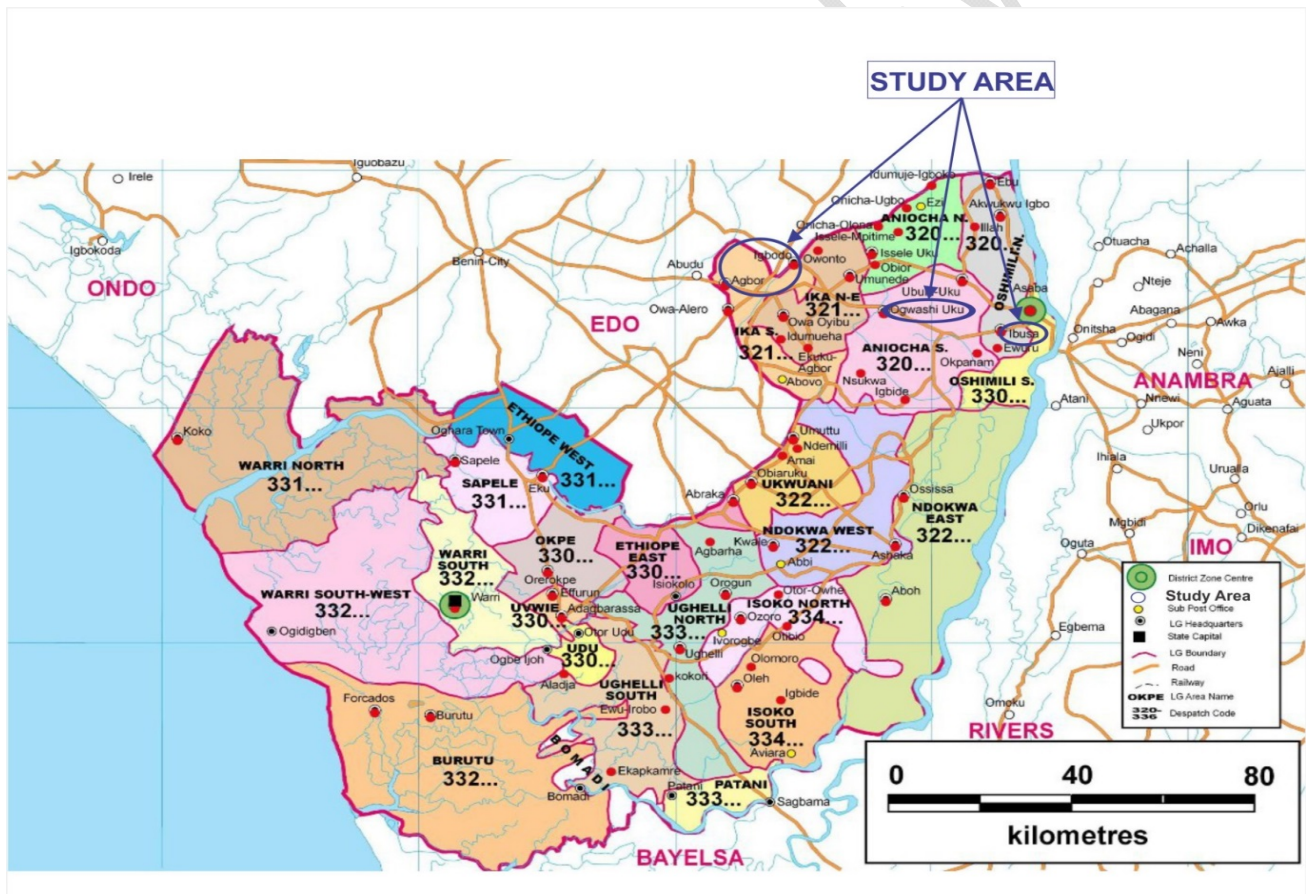 STUDY AREA
Irele
Iguobazu
Idumuje-Igboko
Ebu
Onicha-Ugbo
Ezi
Akwukwu Igbo
Onicha-Olona
ANIOCHA N.
320...
Illah
320...
Issele-Mpitime
Igbokoda
Benin-City
Igbodo
Owonto
Issele Uku
Obior
OSHIMILI N.
Otuacha
Achalla
Abudu
Agbor
Umunede
Ubulu-Uku
Asaba
Nteje
ONDO
EDO
Owa-Alero
IKA N-E
321...
Ogwashi Uku
Abagana
Awka
Owa Oyibu
Ibusa
Onitsha
Ogidi
IKA S.
321...
Idumueha
ANIOCHA S.
320...
Ewuru
Neni
Ekuku-Agbor
Okpanam
Ajalli
Abovo
Nsukwa
Igbide
OSHIMILI S.
330...
ANAMBRA
Atani
Nnewi
Aguata
Ukpor
Koko
Oghara Town
ETHIOPE WEST
331...
Umuttu
Ndemilli
Amai
WARRI NORTH
331...
Sapele
SAPELE
331...
Eku
Obiaruku
UKWUANI
322...
Ihiala
Urualla
Abraka
Ossissa
NDOKWA EAST
322...
Orlu
NDOKWA WEST
322...
Mgbidi
Dikenafai
OKPE
330...
ETHIOPE EAST
330...
Agbarha
Kwale
Abbi
Ashaka
Oguta
IMO
WARRI SOUTH
332...
Orerokpe
Isiokolo
Orogun
Otor-Owhe
Effurun
WARRI SOUTH-WEST
332...
Warri
UVWIE
330...
Adagbarassa
UGHELLI NORTH
333...
ISOKO NORTH
334...
Ozoro
Otibio
Aboh
Ogidigben
Otor Udu
Ivorogbe
Egbema
UDU
330...
Ogbe Ijoh
Ughelli
Olomoro
Aladja
kokori
Oleh
UGHELLI SOUTH
333...
Forcados
Burutu
Ewu-Irobo
Igbide
ISOKO SOUTH
334...
Omoku
RIVERS
Aviara
BURUTU
332...
BOMADI
Ekapkamre
Bomadi
Patani
PATANI
333...
Sagbama
BAYELSA
District Zone Centre
Study Area
Sub Post Office
LG Headquarters
State Capital
LG Boundary
Road
Railway
OKPE LG Area Name
320-336 Despatch Code
0 40 80
kilometres